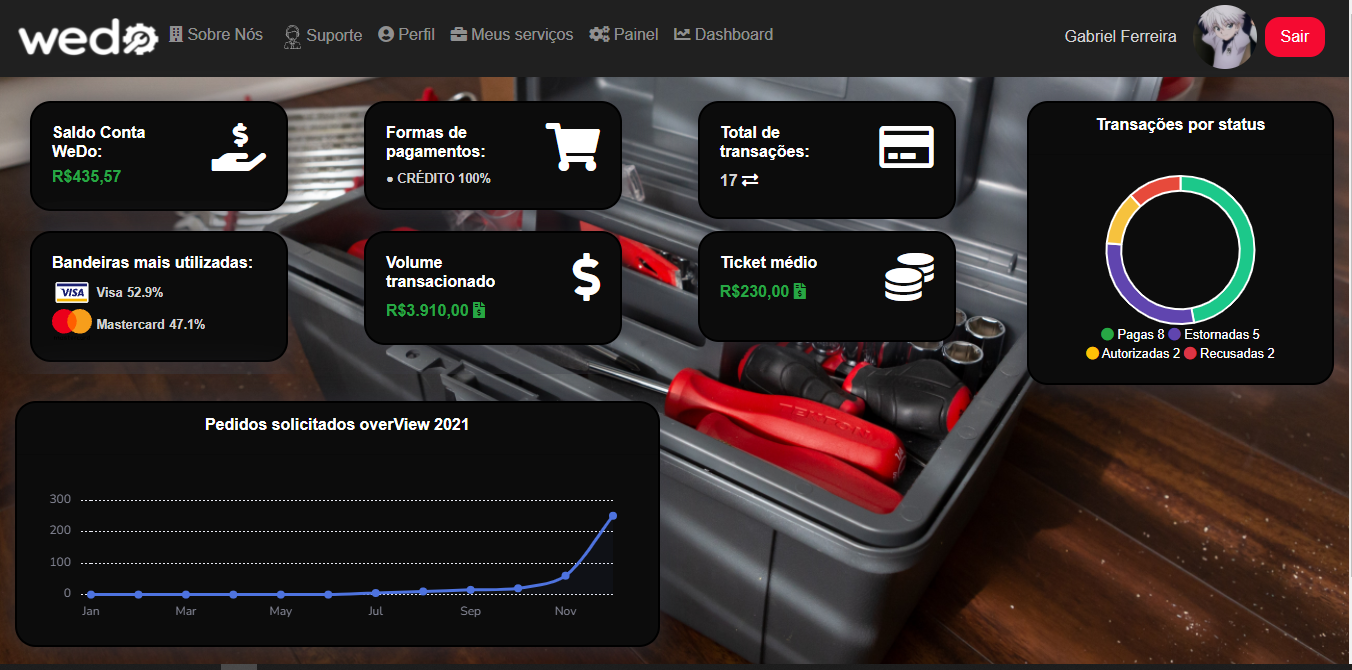 wedo
Sobre Nós
Suporte
Perfil
Meus serviços
Painel
Dashboard
Gabriel Ferreira
Sair
Saldo Conta
WeDo:
R$435,57
Formas de
pagamentos:
● CRÉDITO 100%
Total de
transações:
17
Transações por status
Pagas 8 Estornadas 5
Autorizadas 2 Recusadas 2
Bandeiras mais utilizadas:
VISA Visa 52.9%
Mastercard 47.1%
Volume
transacionado
R$3.910,00
Ticket médio
R$230,00
Pedidos solicitados overView 2021
300
200
100
0
Jan Mar May Jul Sep Nov